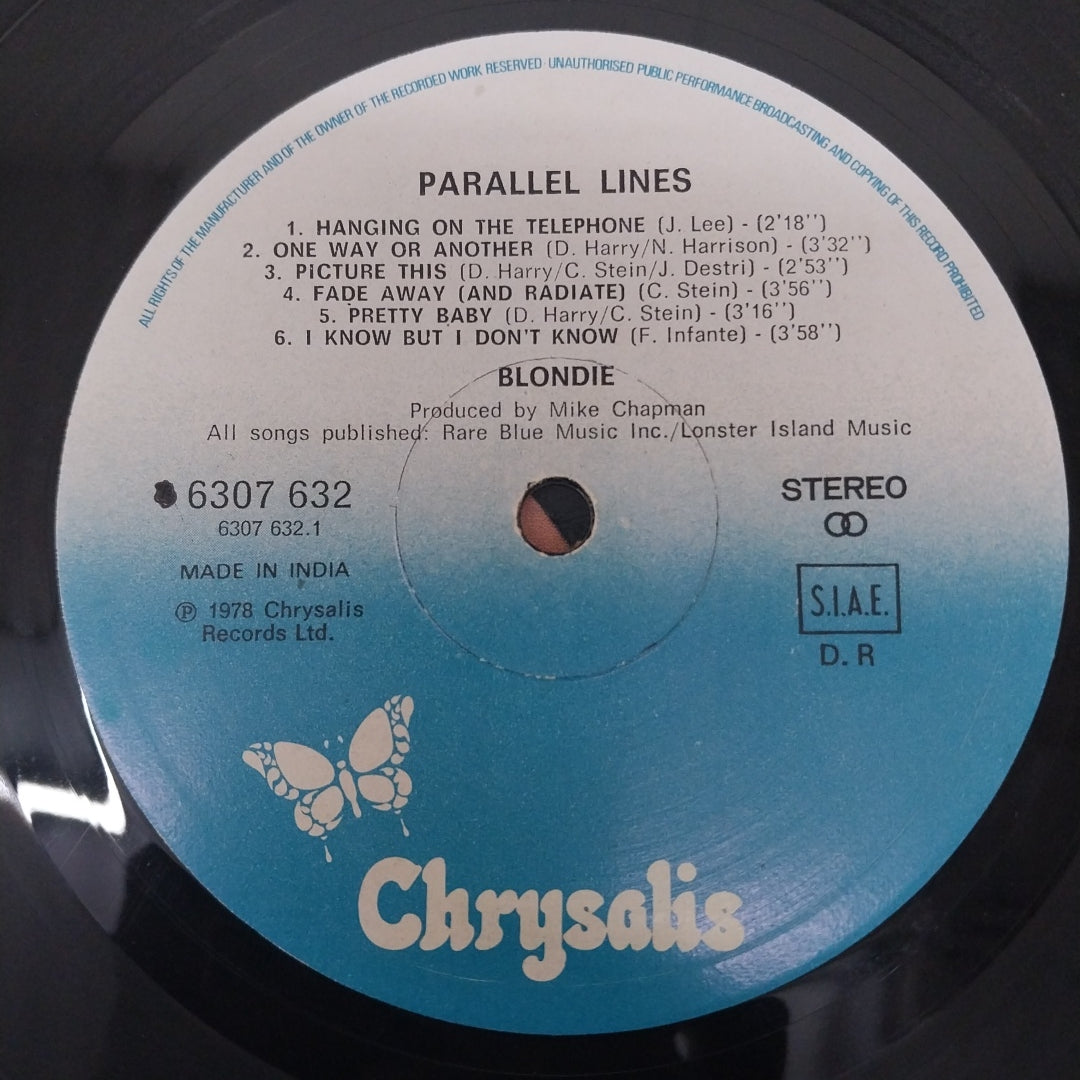 ALL RIGHTS OF THE MANUFACTURER AND OF THE OWNER OF THE RECORDED WORK RESERVED · UNAUTHORISED PUBLIC PERFORMANCE BROADCASTING AND COPYING OF THIS RECORD PROHIBITED
PARALLEL LINES
1. HANGING ON THE TELEPHONE (J. Lee) - (2'18'')
2. ONE WAY OR ANOTHER (D. Harry/N. Harrison) - (3'32'')
3. PICTURE THIS (D. Harry/C. Stein/J. Destri) - (2'53'')
4. FADE AWAY (AND RADIATE) (C. Stein) - (3'56'')
5. PRETTY BABY (D. Harry/C. Stein) - (3'16'')
6. I KNOW BUT I DON'T KNOW (F. Infante) - (3'58'')
BLONDIE
Produced by Mike Chapman
All songs published: Rare Blue Music Inc./Lonster Island Music
6307 632
6307 632.1
MADE IN INDIA
℗ 1978 Chrysalis
Records Ltd.
STEREO
S.I.A.E.
D. R
Chrysalis